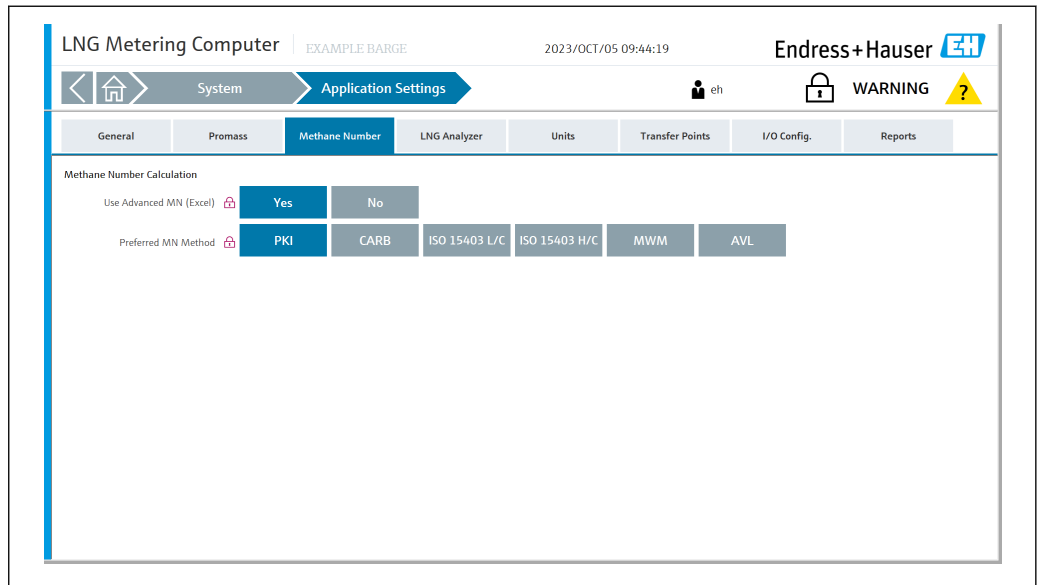 LNG Metering Computer EXAMPLE BARGE 2023/OCT/05 09:44:19 Endress+Hauser EH
System Application Settings eh WARNING ?
General Promass Methane Number LNG Analyzer Units Transfer Points I/O Config. Reports
Methane Number Calculation
Use Advanced MN (Excel) Yes No
Preferred MN Method PKI CARB ISO 15403 L/C ISO 15403 H/C MWM AVL